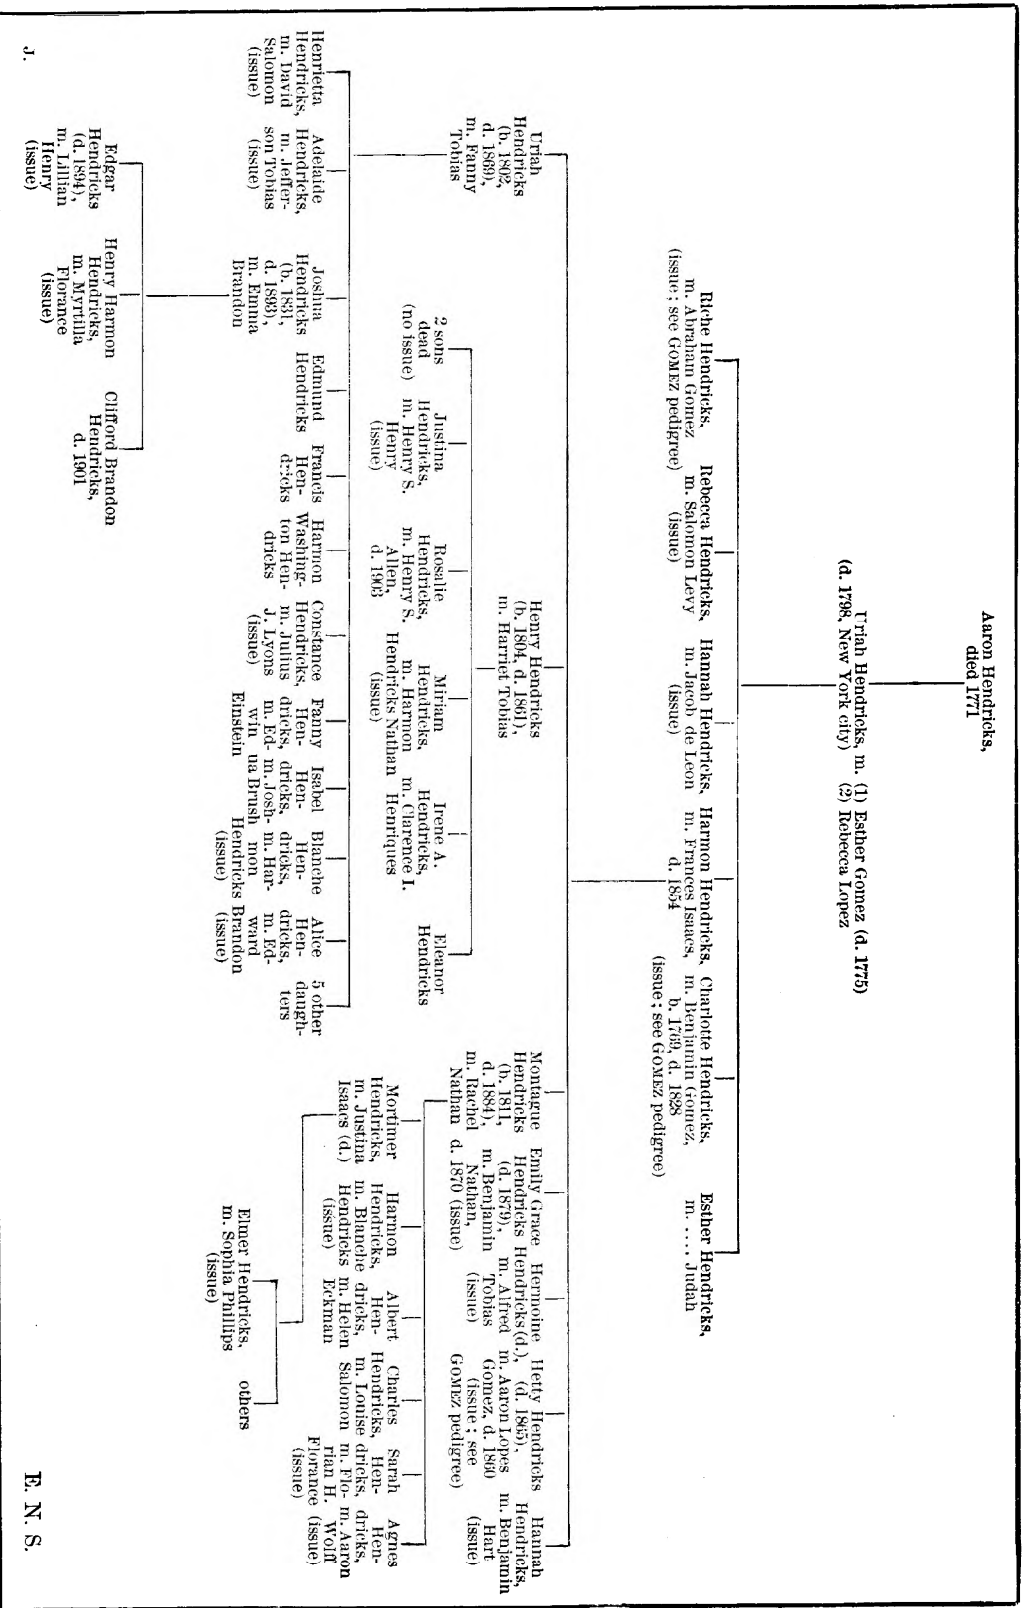 Aaron Hendricks,
died 1771
Uriah Hendricks, m. (1) Esther Gomez (d. 1775)
(d. 1798, New York city) (2) Rebecca Lopez
Riche Hendricks,
m. Abraham Gomez
(issue; see GOMEZ pedigree)
Rebecca Hendricks,
m. Salomon Levy
(issue)
Hannah Hendricks,
m. Jacob de Leon
(issue)
Harmon Hendricks,
m. Frances Isaacs,
d. 1854
Charlotte Hendricks,
m. Benjamin Gomez,
b. 1769, d. 1828
(issue; see GOMEZ pedigree)
Esther Hendricks,
m. .... Judah
Uriah
Hendricks
(b. 1802,
d. 1869),
m. Fanny
Tobias
Henry Hendricks
(b. 1804, d. 1861),
m. Harriet Tobias
Montague
Hendricks
(b. 1811,
d. 1884),
m. Rachel
Nathan
Emily Grace
Hendricks
(d. 1879),
m. Benjamin
Nathan,
d. 1870 (issue)
Hermoine
Hendricks (d.),
m. Alfred
Tobias
(issue)
Hetty Hendricks
(d. 1865),
m. Aaron Lopes
Gomez, d. 1860
(issue; see
GOMEZ pedigree)
Hannah
Hendricks,
m. Benjamin
Hart
(issue)
2 sons
dead
(no issue)
Justina
Hendricks,
m. Henry S.
Henry
(issue)
Rosalie
Hendricks,
m. Henry S.
Allen,
d. 1903
Miriam
Hendricks,
m. Harmon
Hendricks Nathan
(issue)
Irene A.
Hendricks,
m. Clarence I.
Henriques
Eleanor
Hendricks
Henrietta
Hendricks,
m. David
Salomon
(issue)
Adelaide
Hendricks,
m. Jeffer-
son Tobias
(issue)
Joshua
Hendricks
(b. 1831,
d. 1893),
m. Emma
Brandon
Edmund
Hendricks
Francis
Hen-
dricks
Harmon
Washing-
ton Hen-
dricks
Constance
Hendricks,
m. Julius
J. Lyons
(issue)
Fanny
Hen-
dricks,
m. Ed-
win
Einstein
Isabel
Hen-
dricks,
m. Josh-
ua Brush
Blanche
Hen-
dricks,
m. Har-
mon
Hendricks
(issue)
Alice
Hen-
dricks,
m. Ed-
ward
Brandon
(issue)
5 other
daugh-
ters
Mortimer
Hendricks,
m. Justina
Isaacs (d.)
Harmon
Hendricks,
m. Blanche
Hendricks
(issue)
Albert
Hen-
dricks,
m. Helen
Eckman
Charles
Hendricks,
m. Louise
Salomon
Sarah
Hen-
dricks,
m. Flo-
rian H.
Florance
(issue)
Agnes
Hen-
dricks,
m. Aaron
Wolff
(issue)
Edgar
Hendricks
(d. 1894),
m. Lillian
Henry
(issue)
Henry Harmon
Hendricks,
m. Myrtilla
Florance
(issue)
Clifford Brandon
Hendricks,
d. 1901
Elmer Hendricks,
m. Sophia Phillips
(issue)
others
J.
E. N. S.